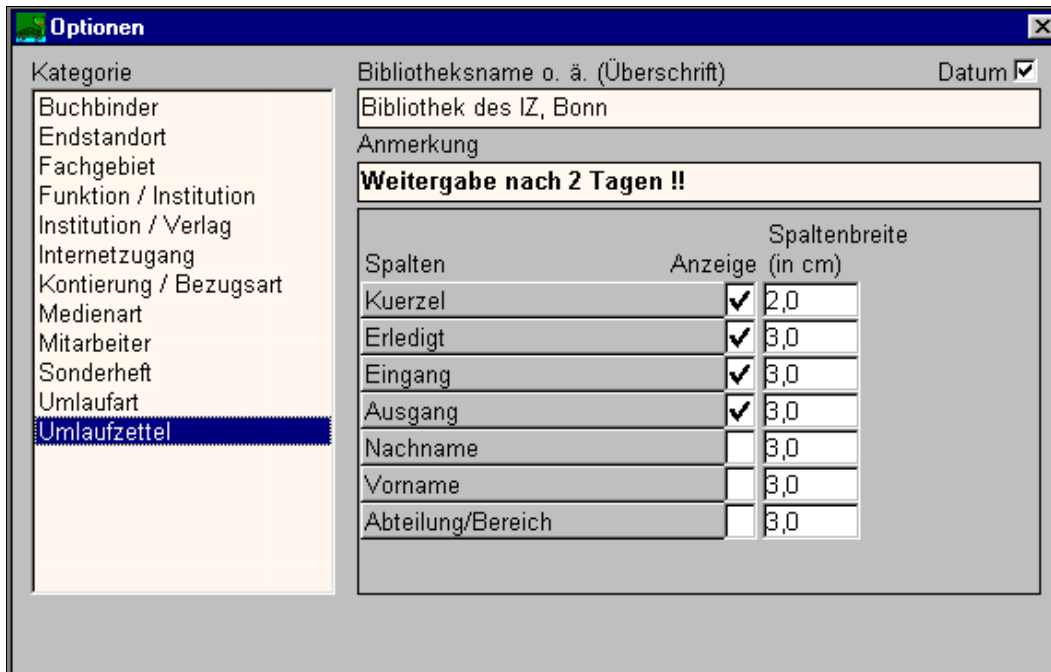 Optionen
Kategorie
Buchbinder
Endstandort
Fachgebiet
Funktion / Institution
Institution / Verlag
Internetzugang
Kontierung / Bezugsart
Medienart
Mitarbeiter
Sonderheft
Umlaufart
Umlaufzettel
Bibliotheksname o. ä. (Überschrift) Datum
Bibliothek des IZ, Bonn
Anmerkung
Weitergabe nach 2 Tagen !!
Spaltenbreite
Spalten Anzeige (in cm)
Kuerzel 2,0
Erledigt 3,0
Eingang 3,0
Ausgang 3,0
Nachname 3,0
Vorname 3,0
Abteilung/Bereich 3,0